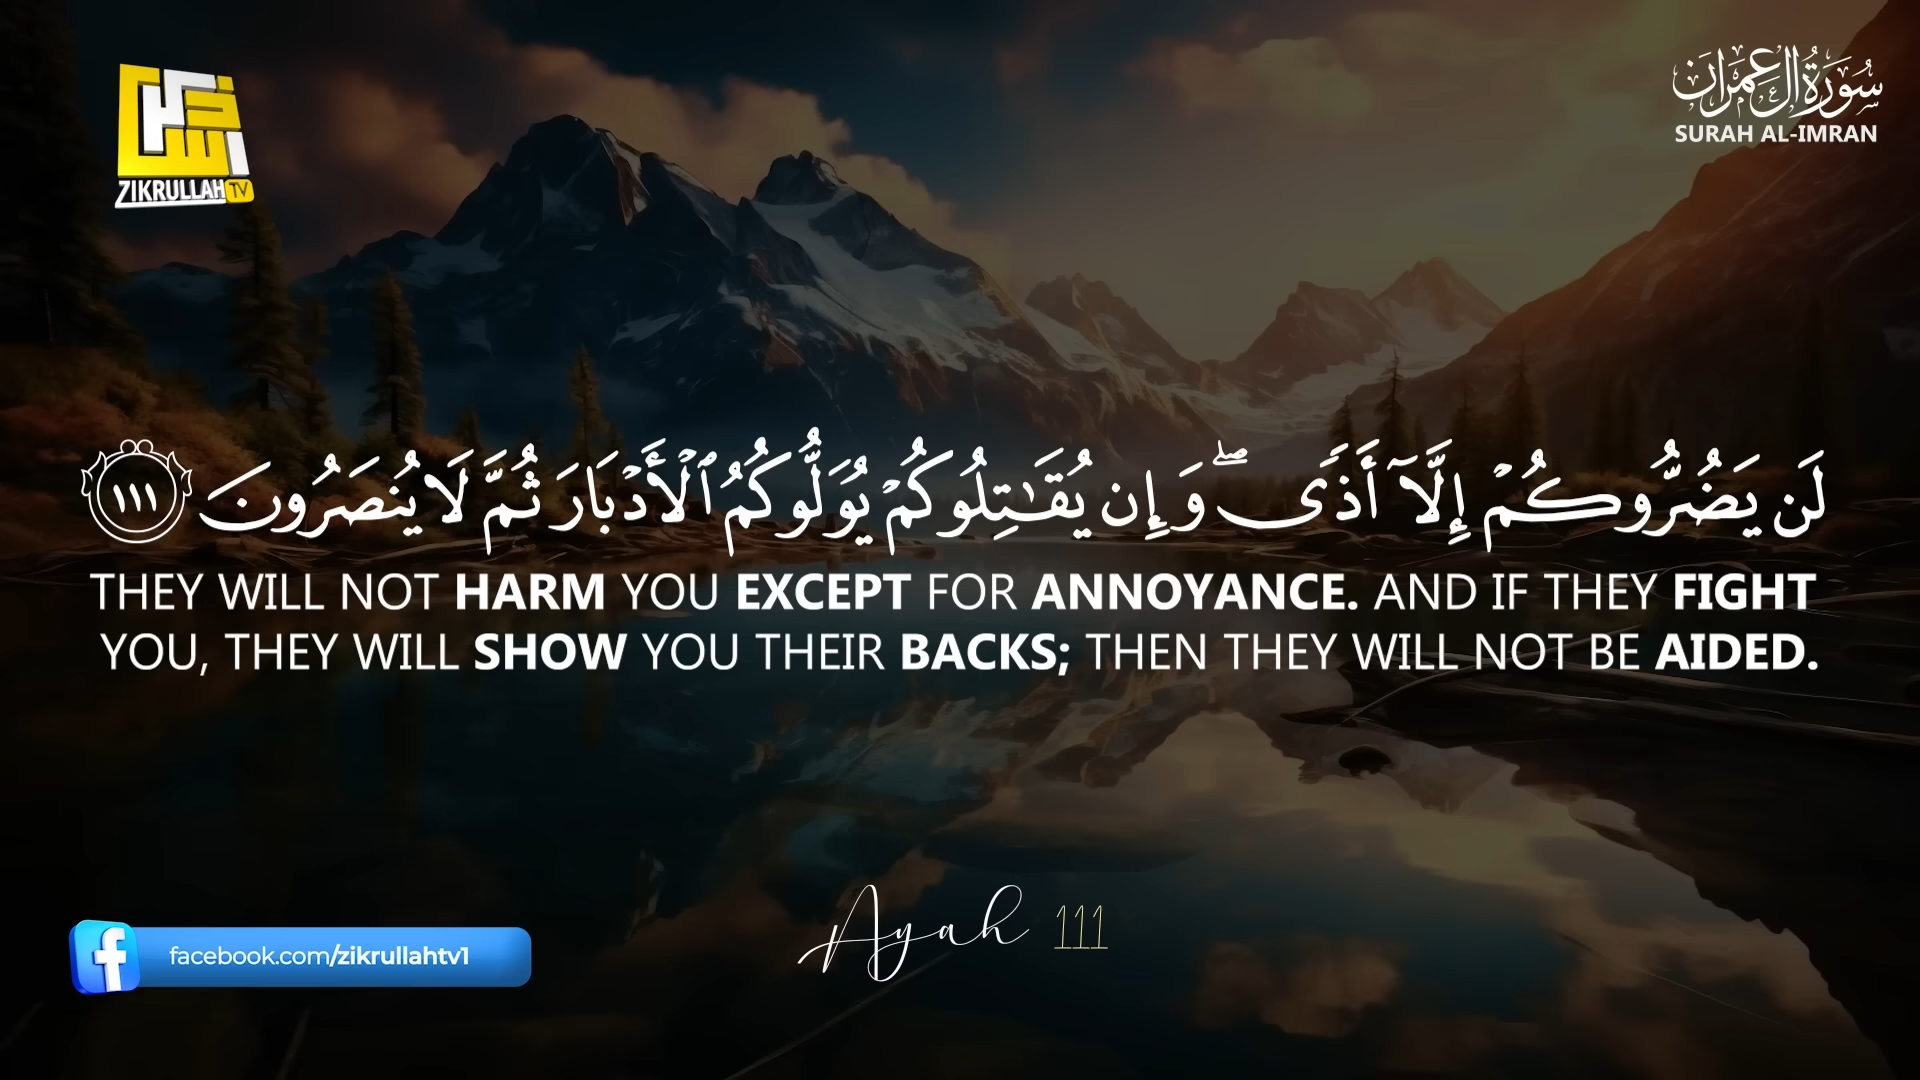 ذكر الله
ZIKRULLAH TV
سُورَةُ آل عِمْرَان
SURAH AL-IMRAN
لَن يَضُرُّوكُمْ إِلَّآ أَذًى ۖ وَإِن يُقَـٰتِلُوكُمْ يُوَلُّوكُمُ ٱلْأَدْبَارَ ثُمَّ لَا يُنصَرُونَ ١١١
THEY WILL NOT HARM YOU EXCEPT FOR ANNOYANCE. AND IF THEY FIGHT
YOU, THEY WILL SHOW YOU THEIR BACKS; THEN THEY WILL NOT BE AIDED.
Ayah 111
facebook.com/zikrullahtv1